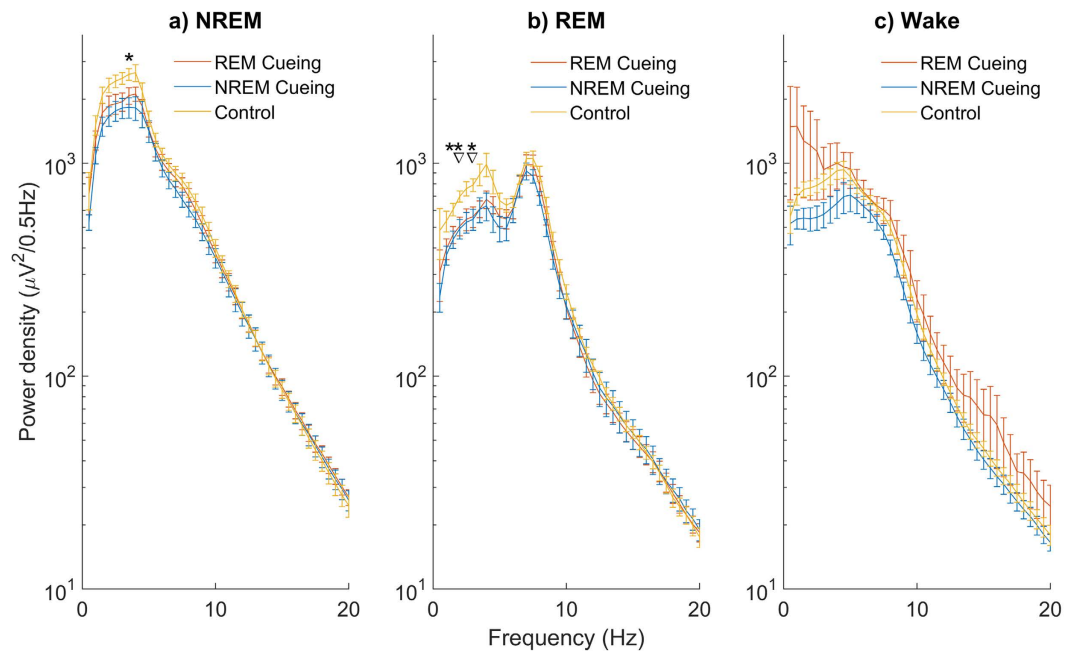 a) NREM
b) REM
c) Wake
REM Cueing
NREM Cueing
Control
REM Cueing
NREM Cueing
Control
REM Cueing
NREM Cueing
Control
*
** *
▽ ▽
Power density (μV²/0.5Hz)
10³
10²
10¹
10³
10²
10¹
10³
10²
10¹
0 10 20
0 10 20
0 10 20
Frequency (Hz)